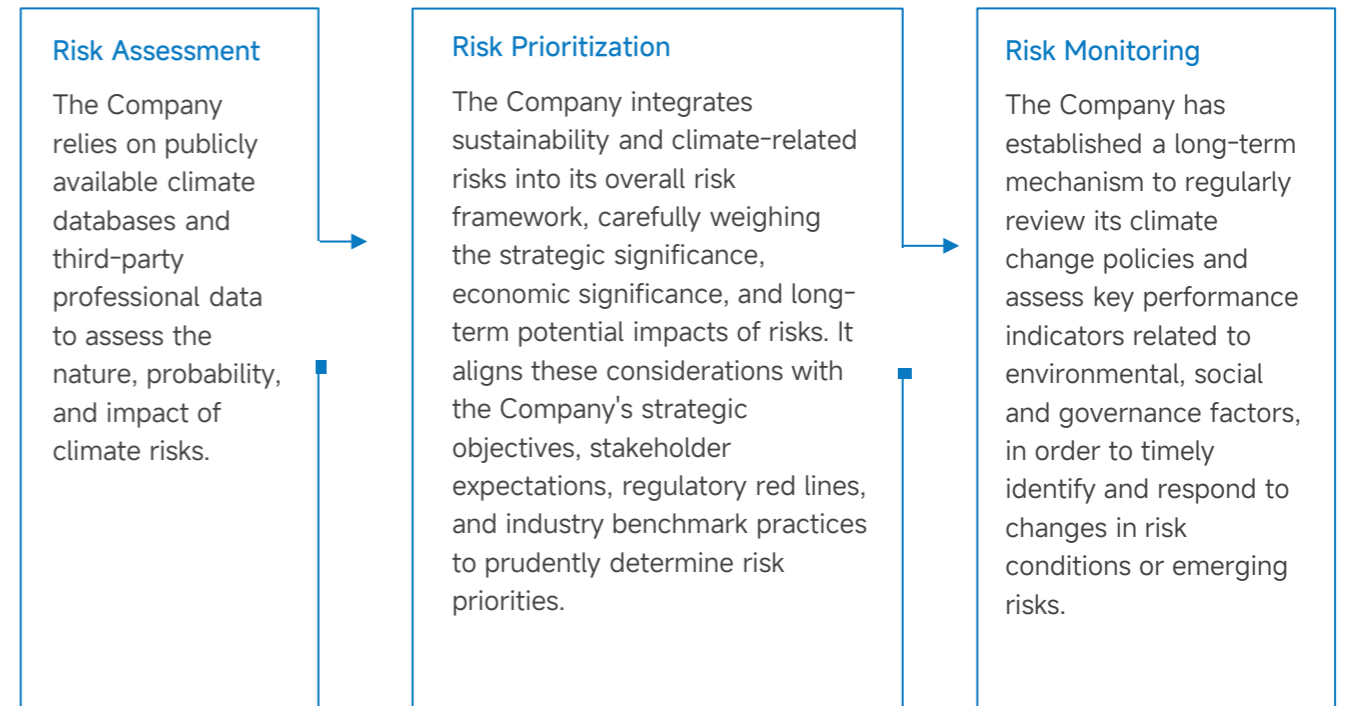 Risk Assessment
The Company
relies on publicly
available climate
databases and
third-party
professional data
to assess the
nature, probability,
and impact of
climate risks.
Risk Prioritization
The Company integrates
sustainability and climate-related
risks into its overall risk
framework, carefully weighing
the strategic significance,
economic significance, and long-
term potential impacts of risks. It
aligns these considerations with
the Company's strategic
objectives, stakeholder
expectations, regulatory red lines,
and industry benchmark practices
to prudently determine risk
priorities.
Risk Monitoring
The Company has
established a long-term
mechanism to regularly
review its climate
change policies and
assess key performance
indicators related to
environmental, social
and governance factors,
in order to timely
identify and respond to
changes in risk
conditions or emerging
risks.